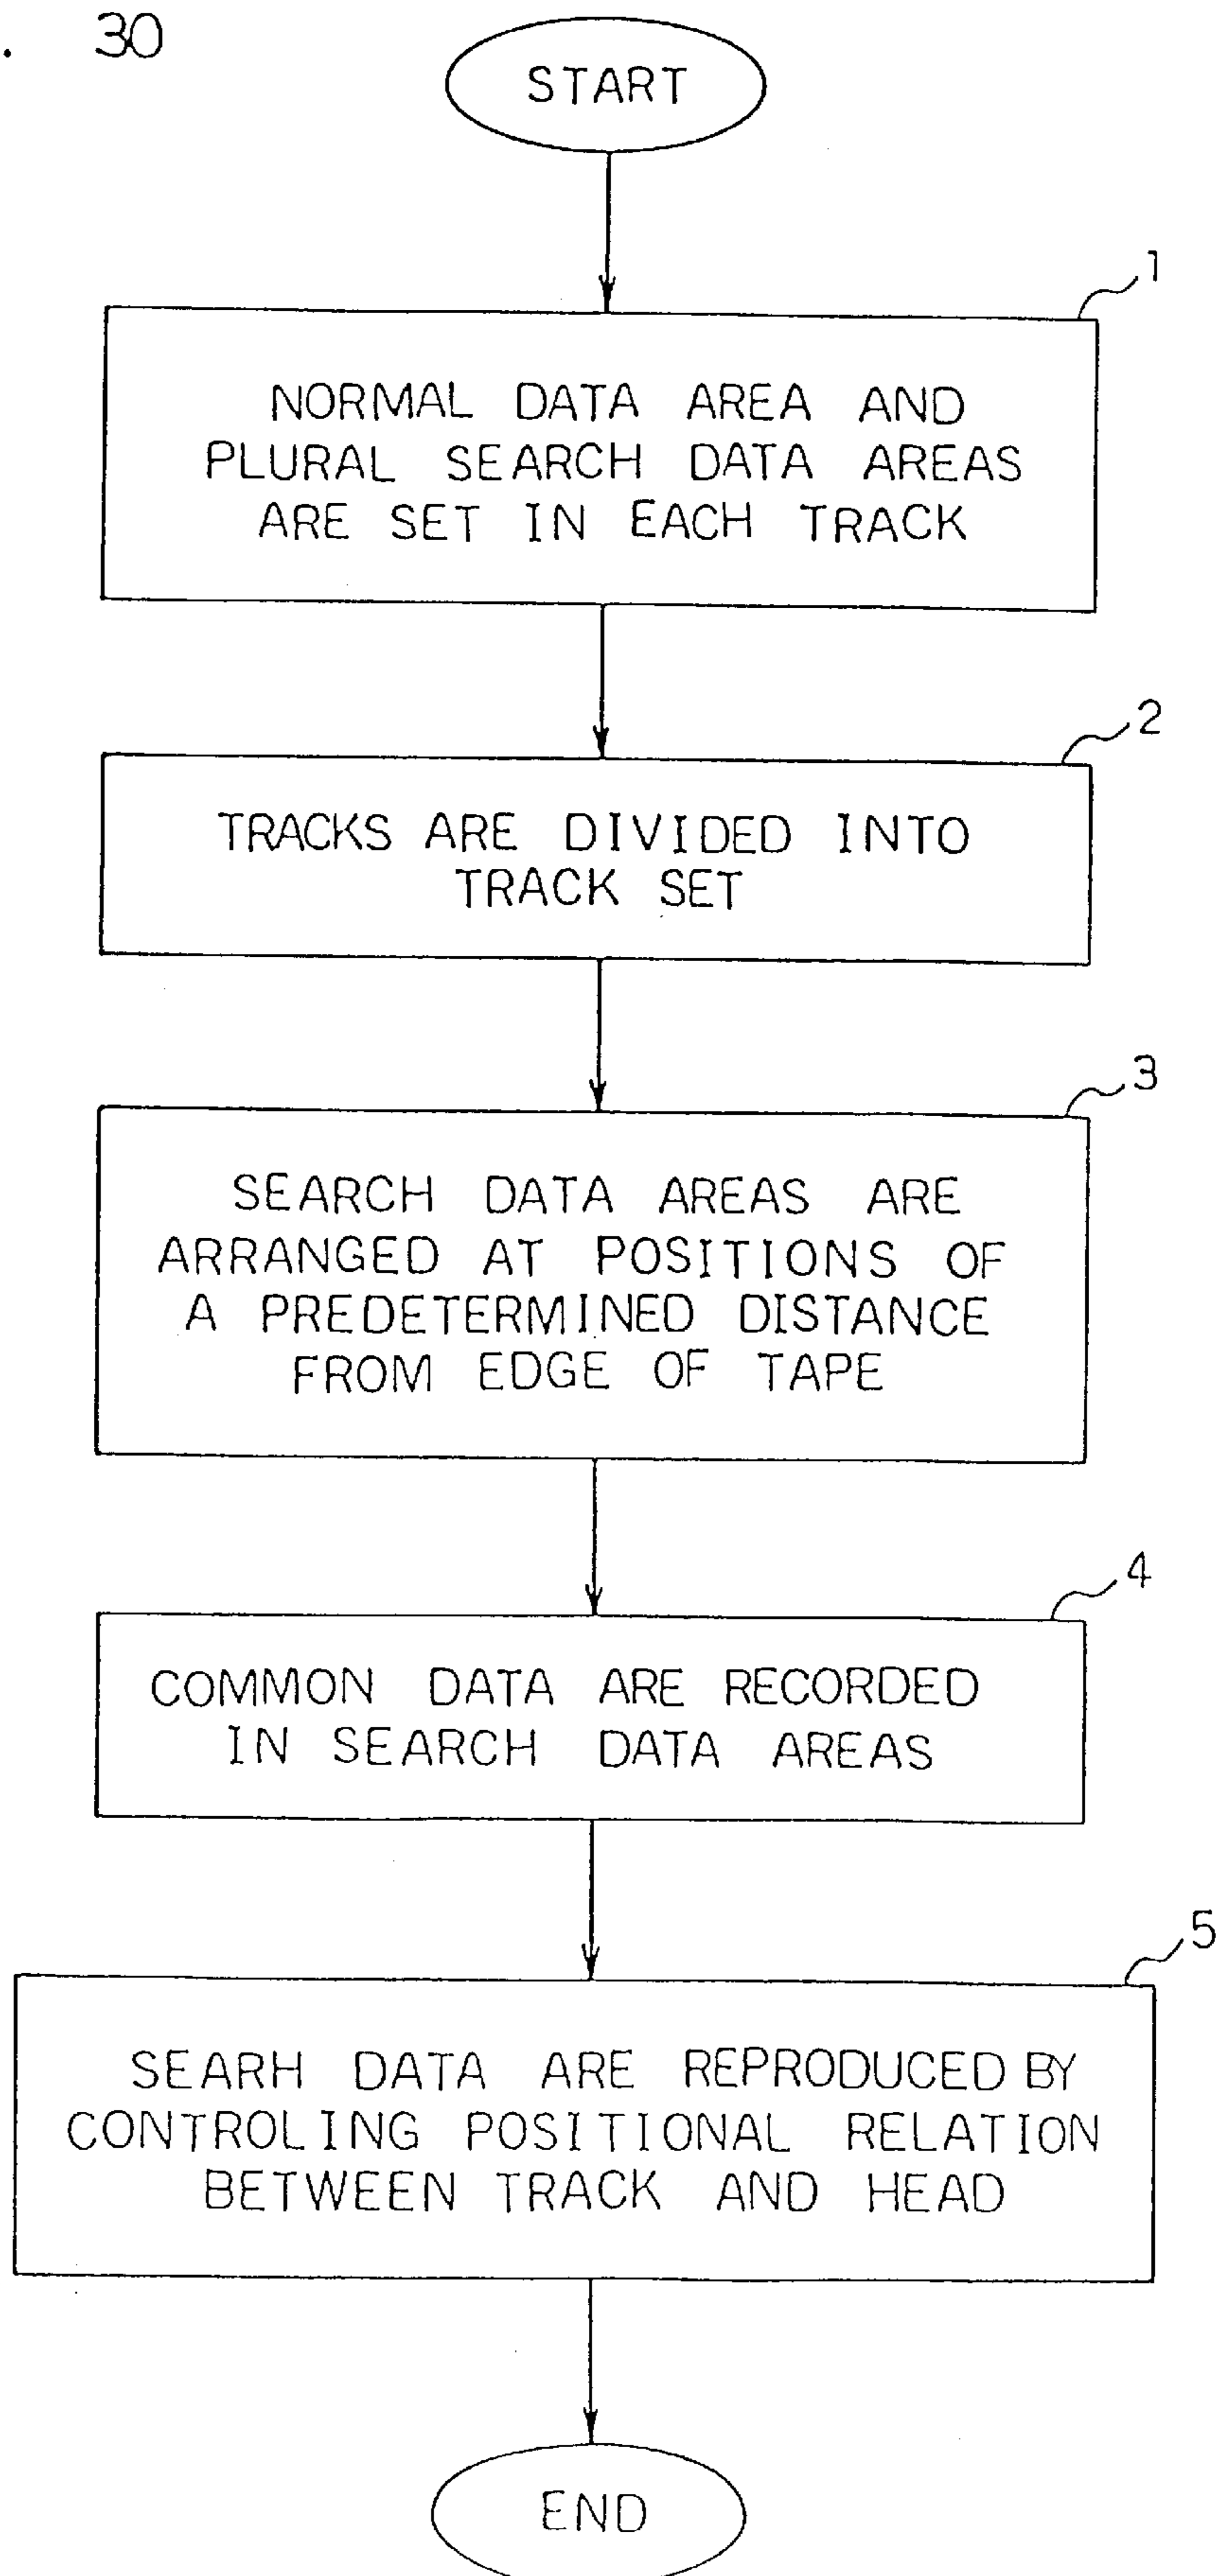 . 30
START
1
NORMAL DATA AREA AND
PLURAL SEARCH DATA AREAS
ARE SET IN EACH TRACK
2
TRACKS ARE DIVIDED INTO
TRACK SET
3
SEARCH DATA AREAS ARE
ARRANGED AT POSITIONS OF
A PREDETERMINED DISTANCE
FROM EDGE OF TAPE
4
COMMON DATA ARE RECORDED
IN SEARCH DATA AREAS
5
SEARH DATA ARE REPRODUCED BY
CONTROLING POSITIONAL RELATION
BETWEEN TRACK AND HEAD
END